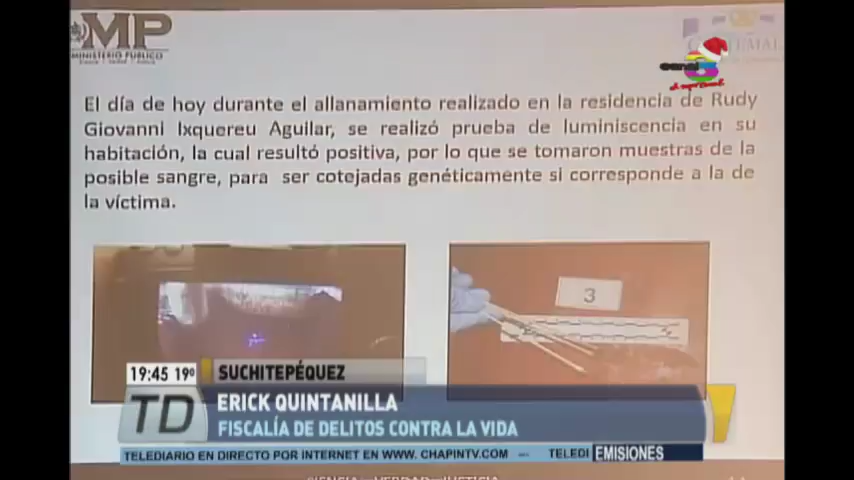 MP
MINISTERIO PÚBLICO
El día de hoy durante el allanamiento realizado en la residencia de Rudy
Giovanni Ixquereu Aguilar, se realizó prueba de luminiscencia en su
habitación, la cual resultó positiva, por lo que se tomaron muestras de la
posible sangre, para ser cotejadas genéticamente si corresponde a la de
la víctima.
3
19:45 19º
SUCHITEPÉQUEZ
TD
ERICK QUINTANILLA
FISCALÍA DE DELITOS CONTRA LA VIDA
TELEDIARIO EN DIRECTO POR INTERNET EN WWW. CHAPINTV.COM
TELEDI
EMISIONES